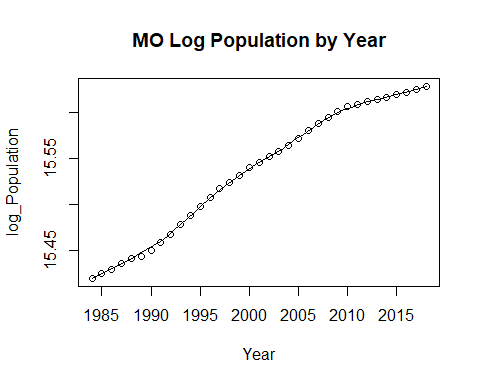 MO Log Population by Year
log_Population
15.55
15.45
1985 1990 1995 2000 2005 2010 2015
Year